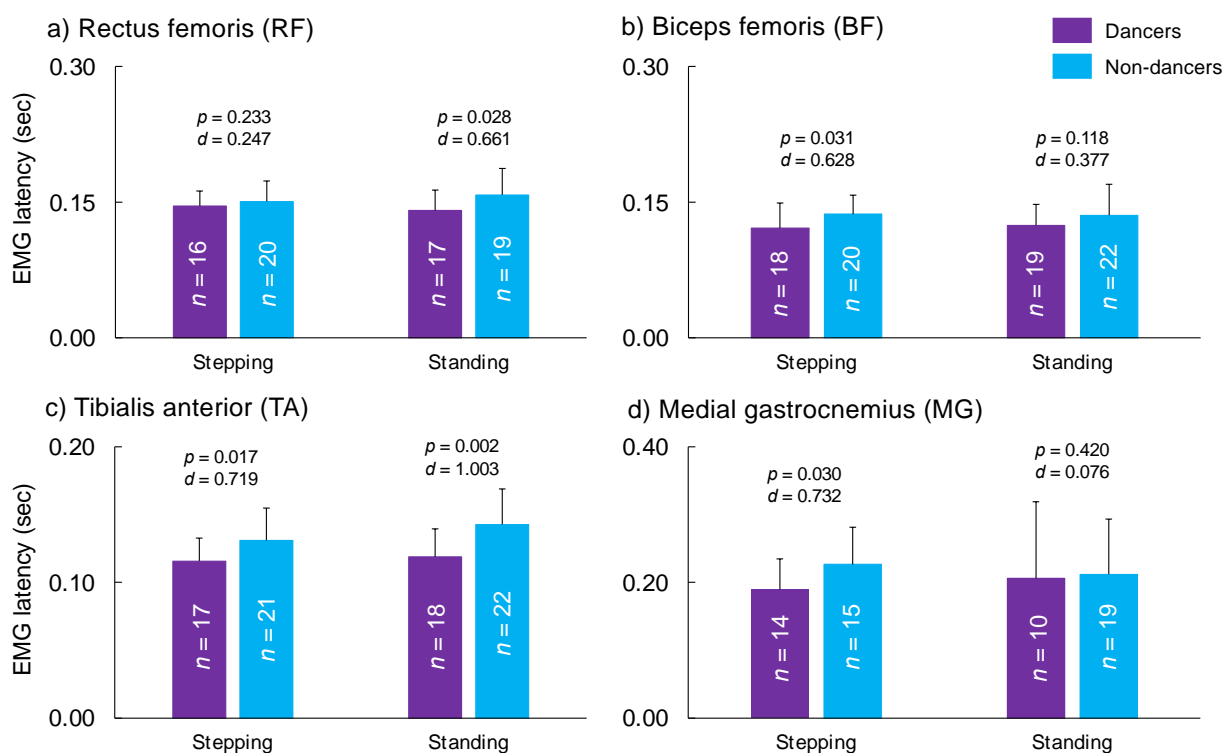 a) Rectus femoris (RF)
b) Biceps femoris (BF)
Dancers
Non-dancers
EMG latency (sec)
0.30
0.15
0.00
p = 0.233
d = 0.247
p = 0.028
d = 0.661
n = 16
n = 20
n = 17
n = 19
Stepping
Standing
0.30
0.15
0.00
p = 0.031
d = 0.628
p = 0.118
d = 0.377
n = 18
n = 20
n = 19
n = 22
Stepping
Standing
c) Tibialis anterior (TA)
EMG latency (sec)
0.20
0.10
0.00
p = 0.017
d = 0.719
p = 0.002
d = 1.003
n = 17
n = 21
n = 18
n = 22
Stepping
Standing
d) Medial gastrocnemius (MG)
0.40
0.20
0.00
p = 0.030
d = 0.732
p = 0.420
d = 0.076
n = 14
n = 15
n = 10
n = 19
Stepping
Standing